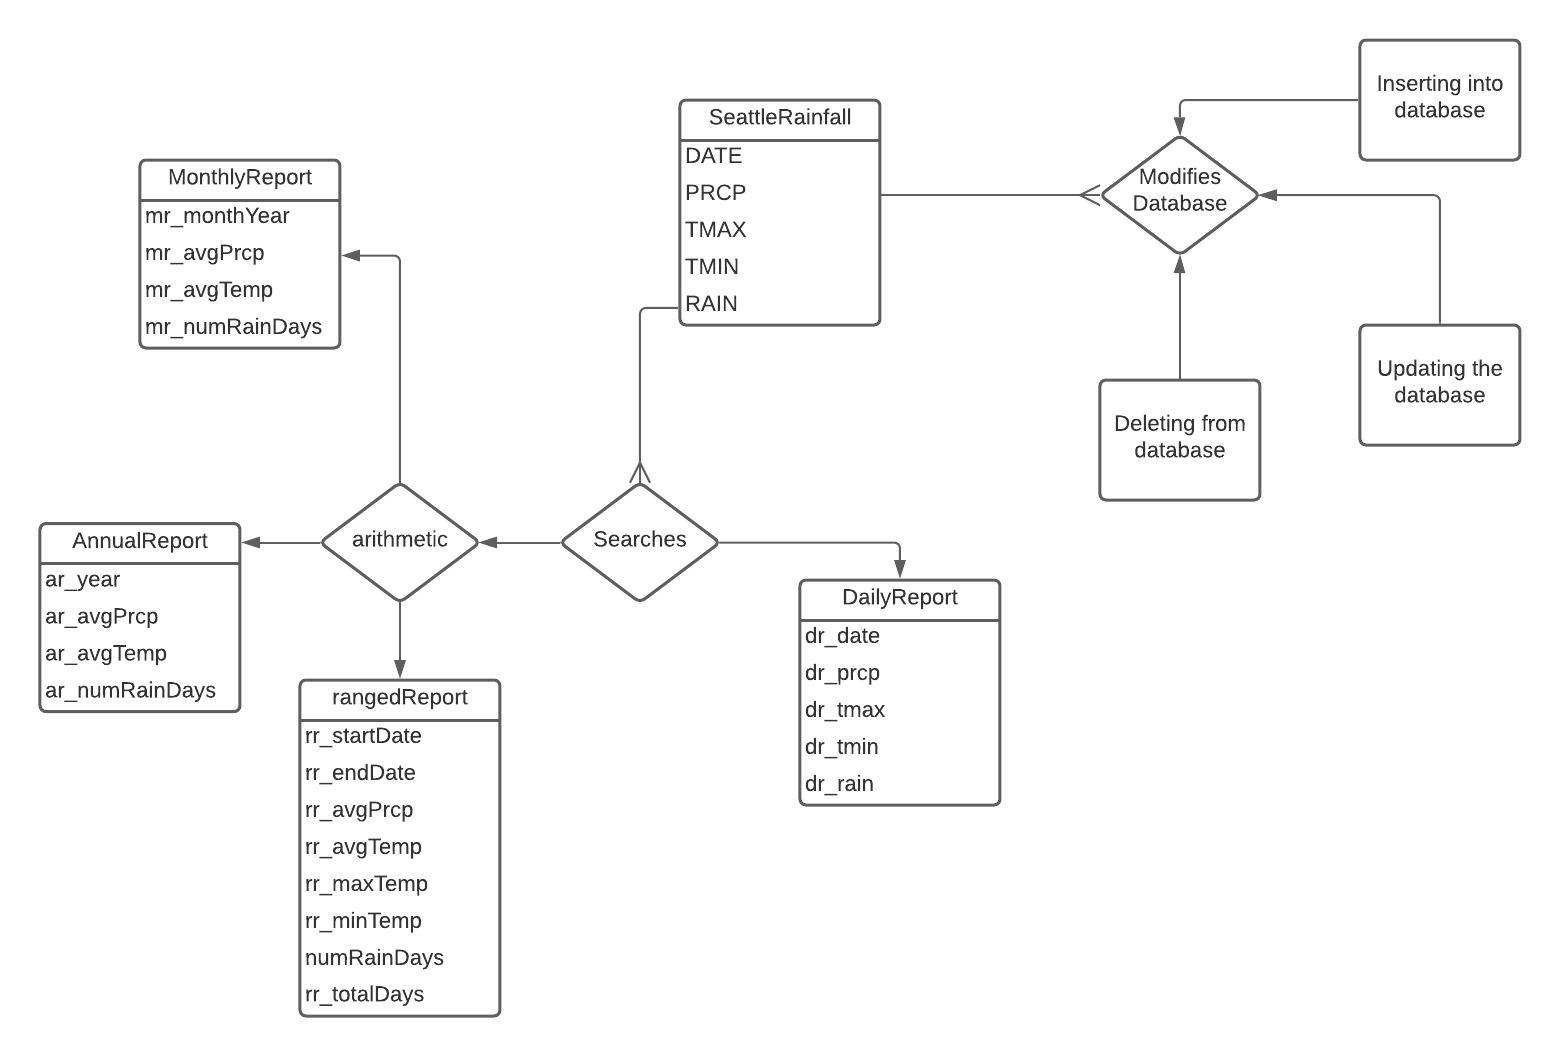 Inserting into
database
SeattleRainfall
DATE
PRCP
TMAX
TMIN
RAIN
Modifies
Database
MonthlyReport
mr_monthYear
mr_avgPrcp
mr_avgTemp
mr_numRainDays
Updating the
database
Deleting from
database
arithmetic
Searches
AnnualReport
ar_year
ar_avgPrcp
ar_avgTemp
ar_numRainDays
DailyReport
dr_date
dr_prcp
dr_tmax
dr_tmin
dr_rain
rangedReport
rr_startDate
rr_endDate
rr_avgPrcp
rr_avgTemp
rr_maxTemp
rr_minTemp
numRainDays
rr_totalDays